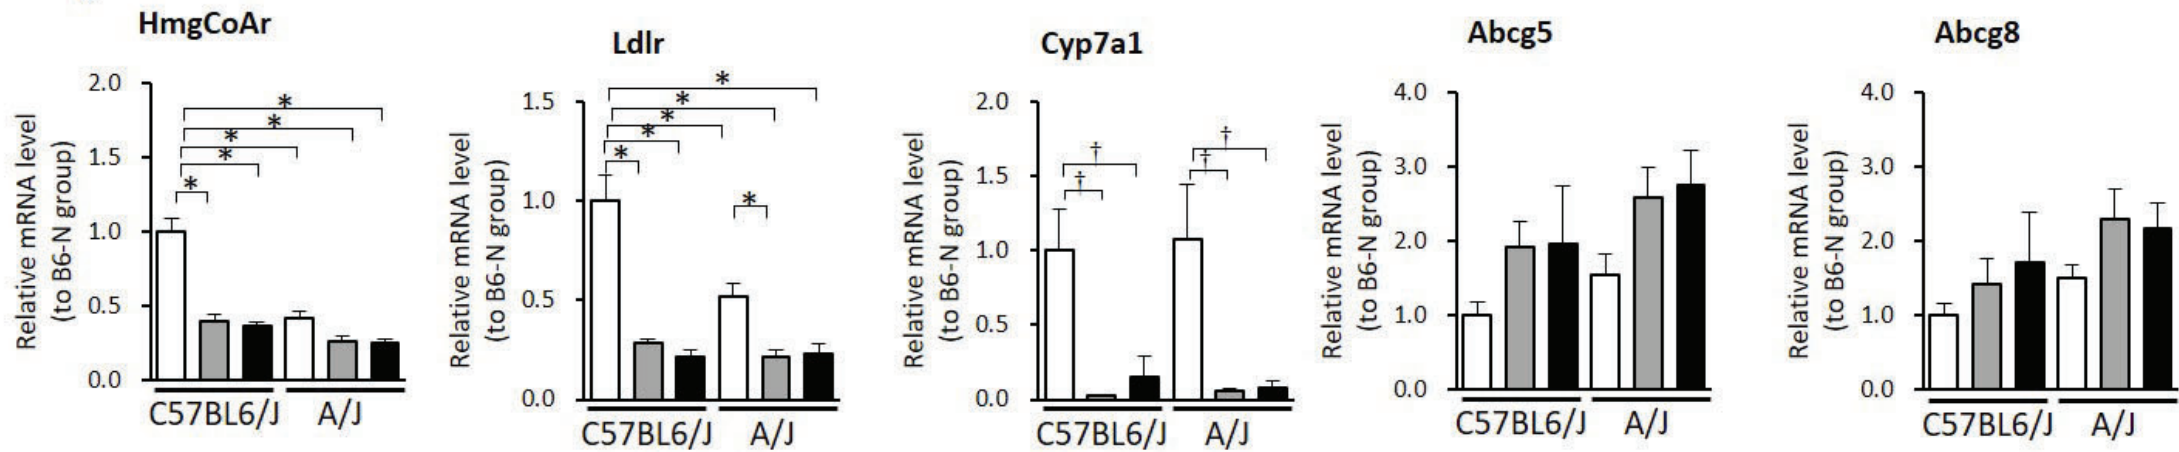 HmgCoAr
Relative mRNA level
(to B6-N group)
2.0
1.5
1.0
0.5
0.0
*
*
*
*
*
C57BL6/J
A/J
Ldlr
Relative mRNA level
(to B6-N group)
1.5
1.0
0.5
0.0
*
*
*
*
*
*
C57BL6/J
A/J
Cyp7a1
Relative mRNA level
(to B6-N group)
2.0
1.5
1.0
0.5
0.0
†
†
†
†
C57BL6/J
A/J
Abcg5
Relative mRNA level
(to B6-N group)
4.0
3.0
2.0
1.0
0.0
C57BL6/J
A/J
Abcg8
Relative mRNA level
(to B6-N group)
4.0
3.0
2.0
1.0
0.0
C57BL6/J
A/J